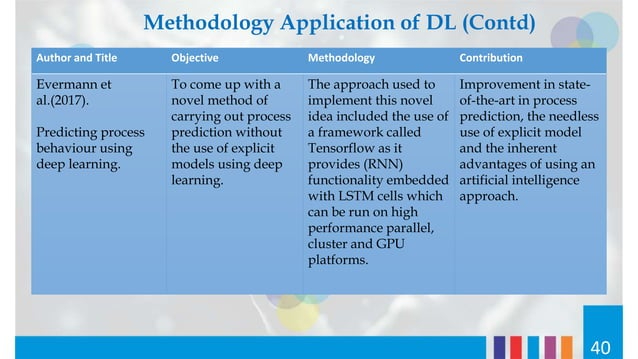 Methodology Application of DL (Contd)
Author and Title
Objective
Methodology
Contribution
Evermann et
al.(2017).
Predicting process
behaviour using
deep learning.
To come up with a
novel method of
carrying out process
prediction without
the use of explicit
models using deep
learning.
The approach used to
implement this novel
idea included the use of
a framework called
Tensorflow as it
provides (RNN)
functionality embedded
with LSTM cells which
can be run on high
performance parallel,
cluster and GPU
platforms.
Improvement in state-
of-the-art in process
prediction, the needless
use of explicit model
and the inherent
advantages of using an
artificial intelligence
approach.
40